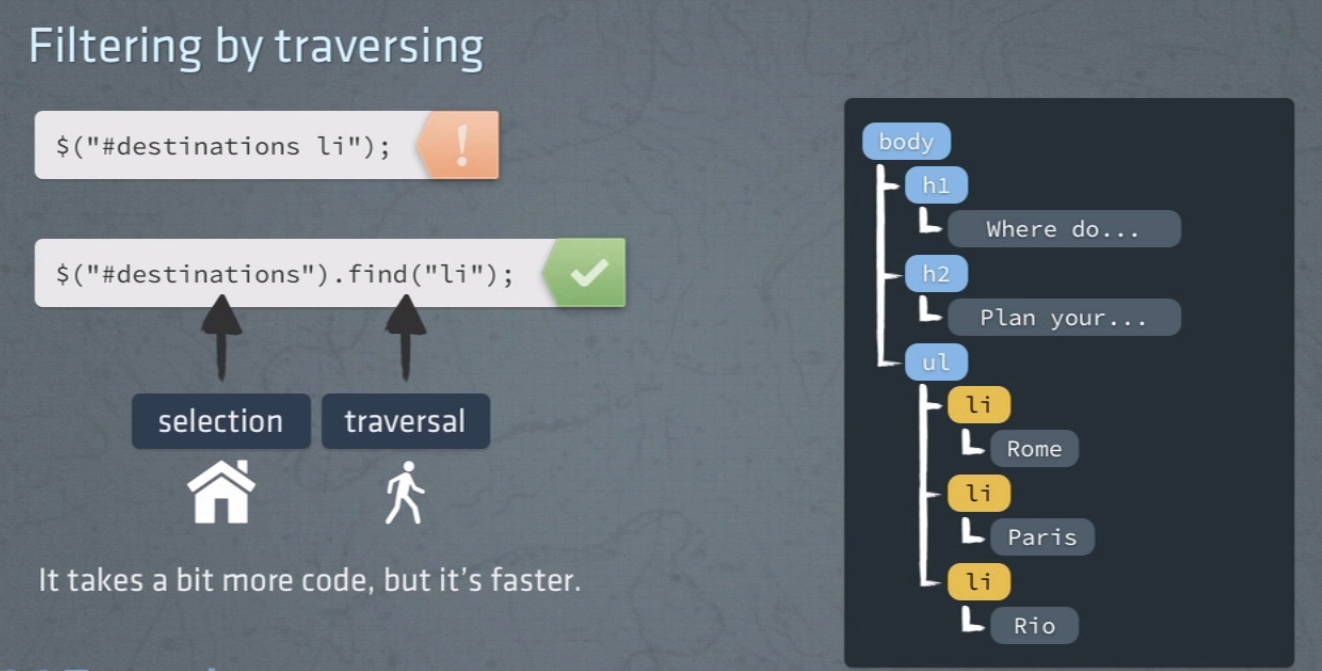 Filtering by traversing
$("#destinations li");
!
$("#destinations").find("li");
selection
traversal
It takes a bit more code, but it's faster.
body
h1
Where do...
h2
Plan your...
ul
li
Rome
li
Paris
li
Rio